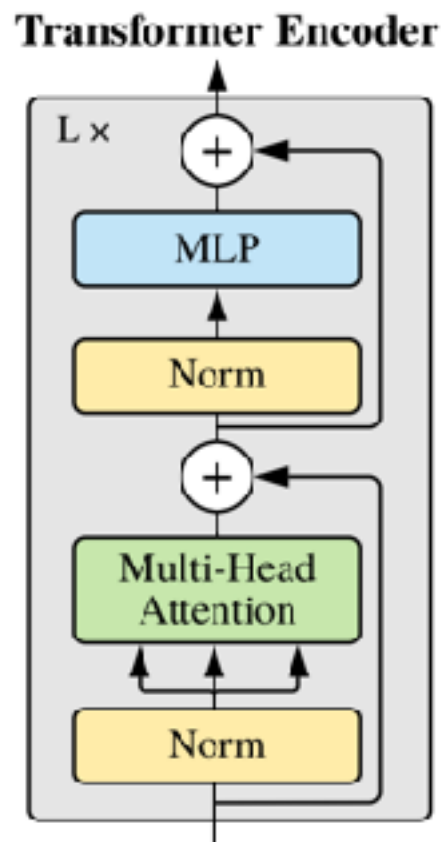 Transformer Encoder
L ×
+
MLP
Norm
+
Multi-Head
Attention
Norm